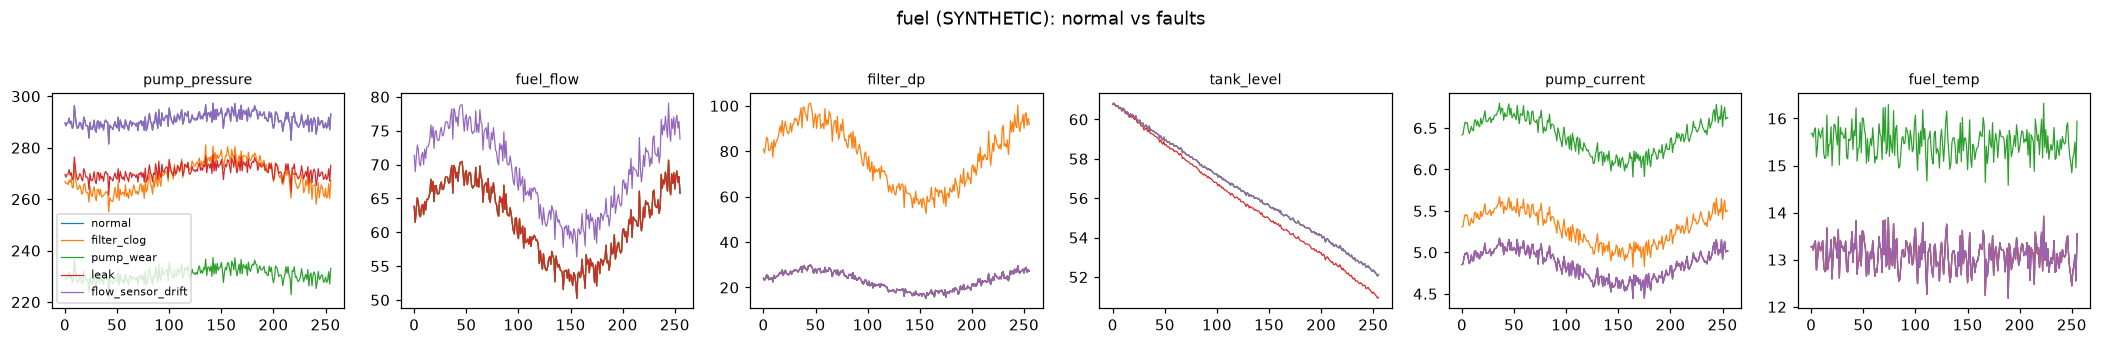 fuel (SYNTHETIC): normal vs faults
pump_pressure
300
280
260
240
220
0 50 100 150 200 250
normal
filter_clog
pump_wear
leak
flow_sensor_drift
fuel_flow
80
75
70
65
60
55
50
0 50 100 150 200 250
filter_dp
100
80
60
40
20
0 50 100 150 200 250
tank_level
60
58
56
54
52
0 50 100 150 200 250
pump_current
6.5
6.0
5.5
5.0
4.5
0 50 100 150 200 250
fuel_temp
16
15
14
13
12
0 50 100 150 200 250